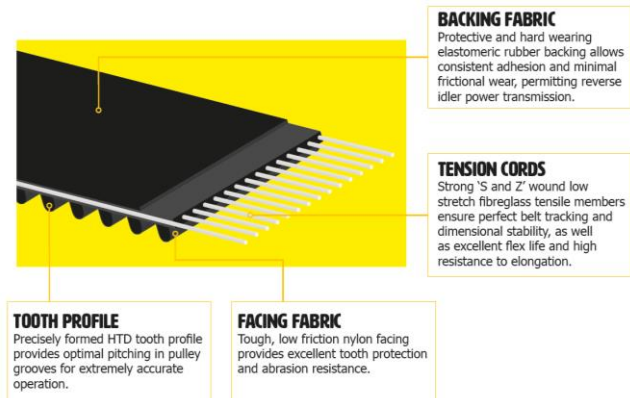 BACKING FABRIC
Protective and hard wearing
elastomeric rubber backing allows
consistent adhesion and minimal
frictional wear, permitting reverse
idler power transmission.
TENSION CORDS
Strong ‘S and Z’ wound low
stretch fibreglass tensile members
ensure perfect belt tracking and
dimensional stability, as well
as excellent flex life and high
resistance to elongation.
TOOTH PROFILE
Precisely formed HTD tooth profile
provides optimal pitching in pulley
grooves for extremely accurate
operation.
FACING FABRIC
Tough, low friction nylon facing
provides excellent tooth protection
and abrasion resistance.